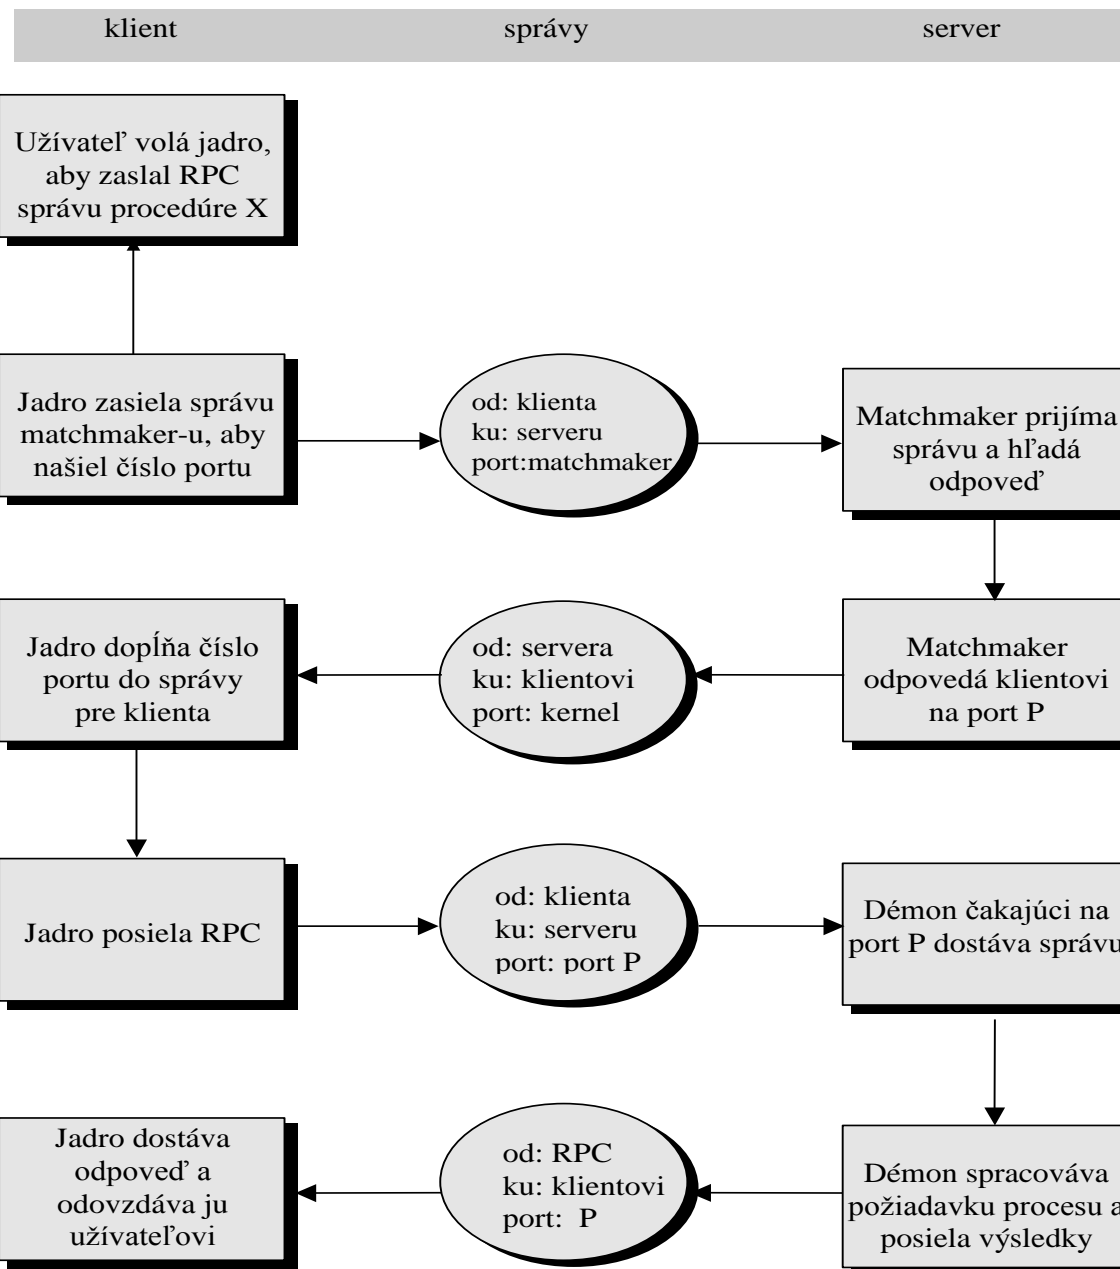 klient správy server
Užívateľ volá jadro,
aby zaslal RPC
správu procedúre X
Jadro zasiela správu
matchmaker-u, aby
našiel číslo portu
od: klienta
ku: serveru
port:matchmaker
Matchmaker prijíma
správu a hľadá
odpoveď
Jadro dopĺňa číslo
portu do správy
pre klienta
od: servera
ku: klientovi
port: kernel
Matchmaker
odpovedá klientovi
na port P
Jadro posiela RPC
od: klienta
ku: serveru
port: port P
Démon čakajúci na
port P dostáva správu
Jadro dostáva
odpoveď a
odovzdáva ju
užívateľovi
od: RPC
ku: klientovi
port: P
Démon spracováva
požiadavku procesu a
posiela výsledky